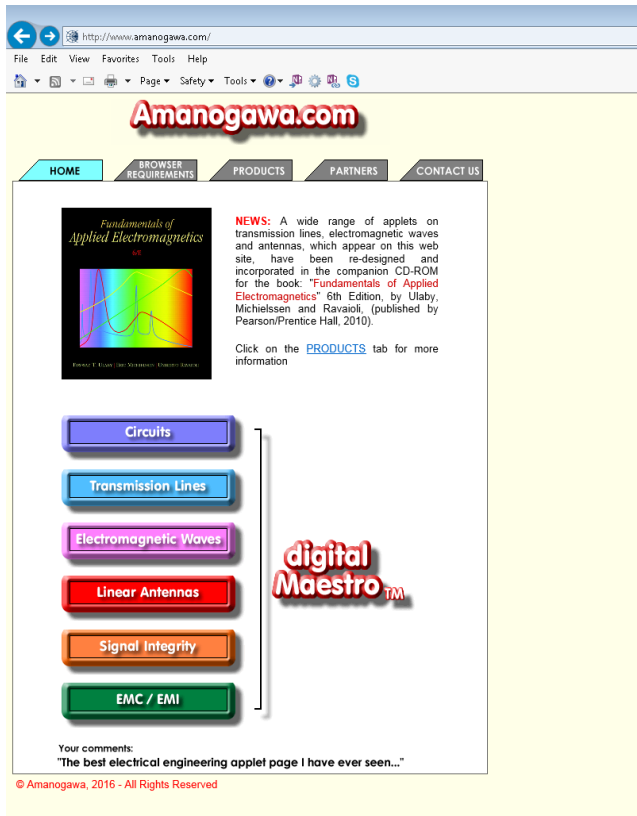 http://www.amanogawa.com/
File Edit View Favorites Tools Help
Page Safety Tools
Amanogawa.com
HOME
BROWSER
REQUIREMENTS
PRODUCTS
PARTNERS
CONTACT US
Fundamentals of
Applied Electromagnetics
6/E
NEWS: A wide range of applets on
transmission lines, electromagnetic waves
and antennas, which appear on this web
site, have been re-designed and
incorporated in the companion CD-ROM
for the book: "Fundamentals of Applied
Electromagnetics" 6th Edition, by Ulaby,
Michielssen and Ravaioli, (published by
Pearson/Prentice Hall, 2010).
Click on the PRODUCTS tab for more
information
Circuits
Transmission Lines
Electromagnetic Waves
Linear Antennas
Signal Integrity
EMC / EMI
digital
Maestro TM
Your comments:
"The best electrical engineering applet page I have ever seen..."
© Amanogawa, 2016 - All Rights Reserved